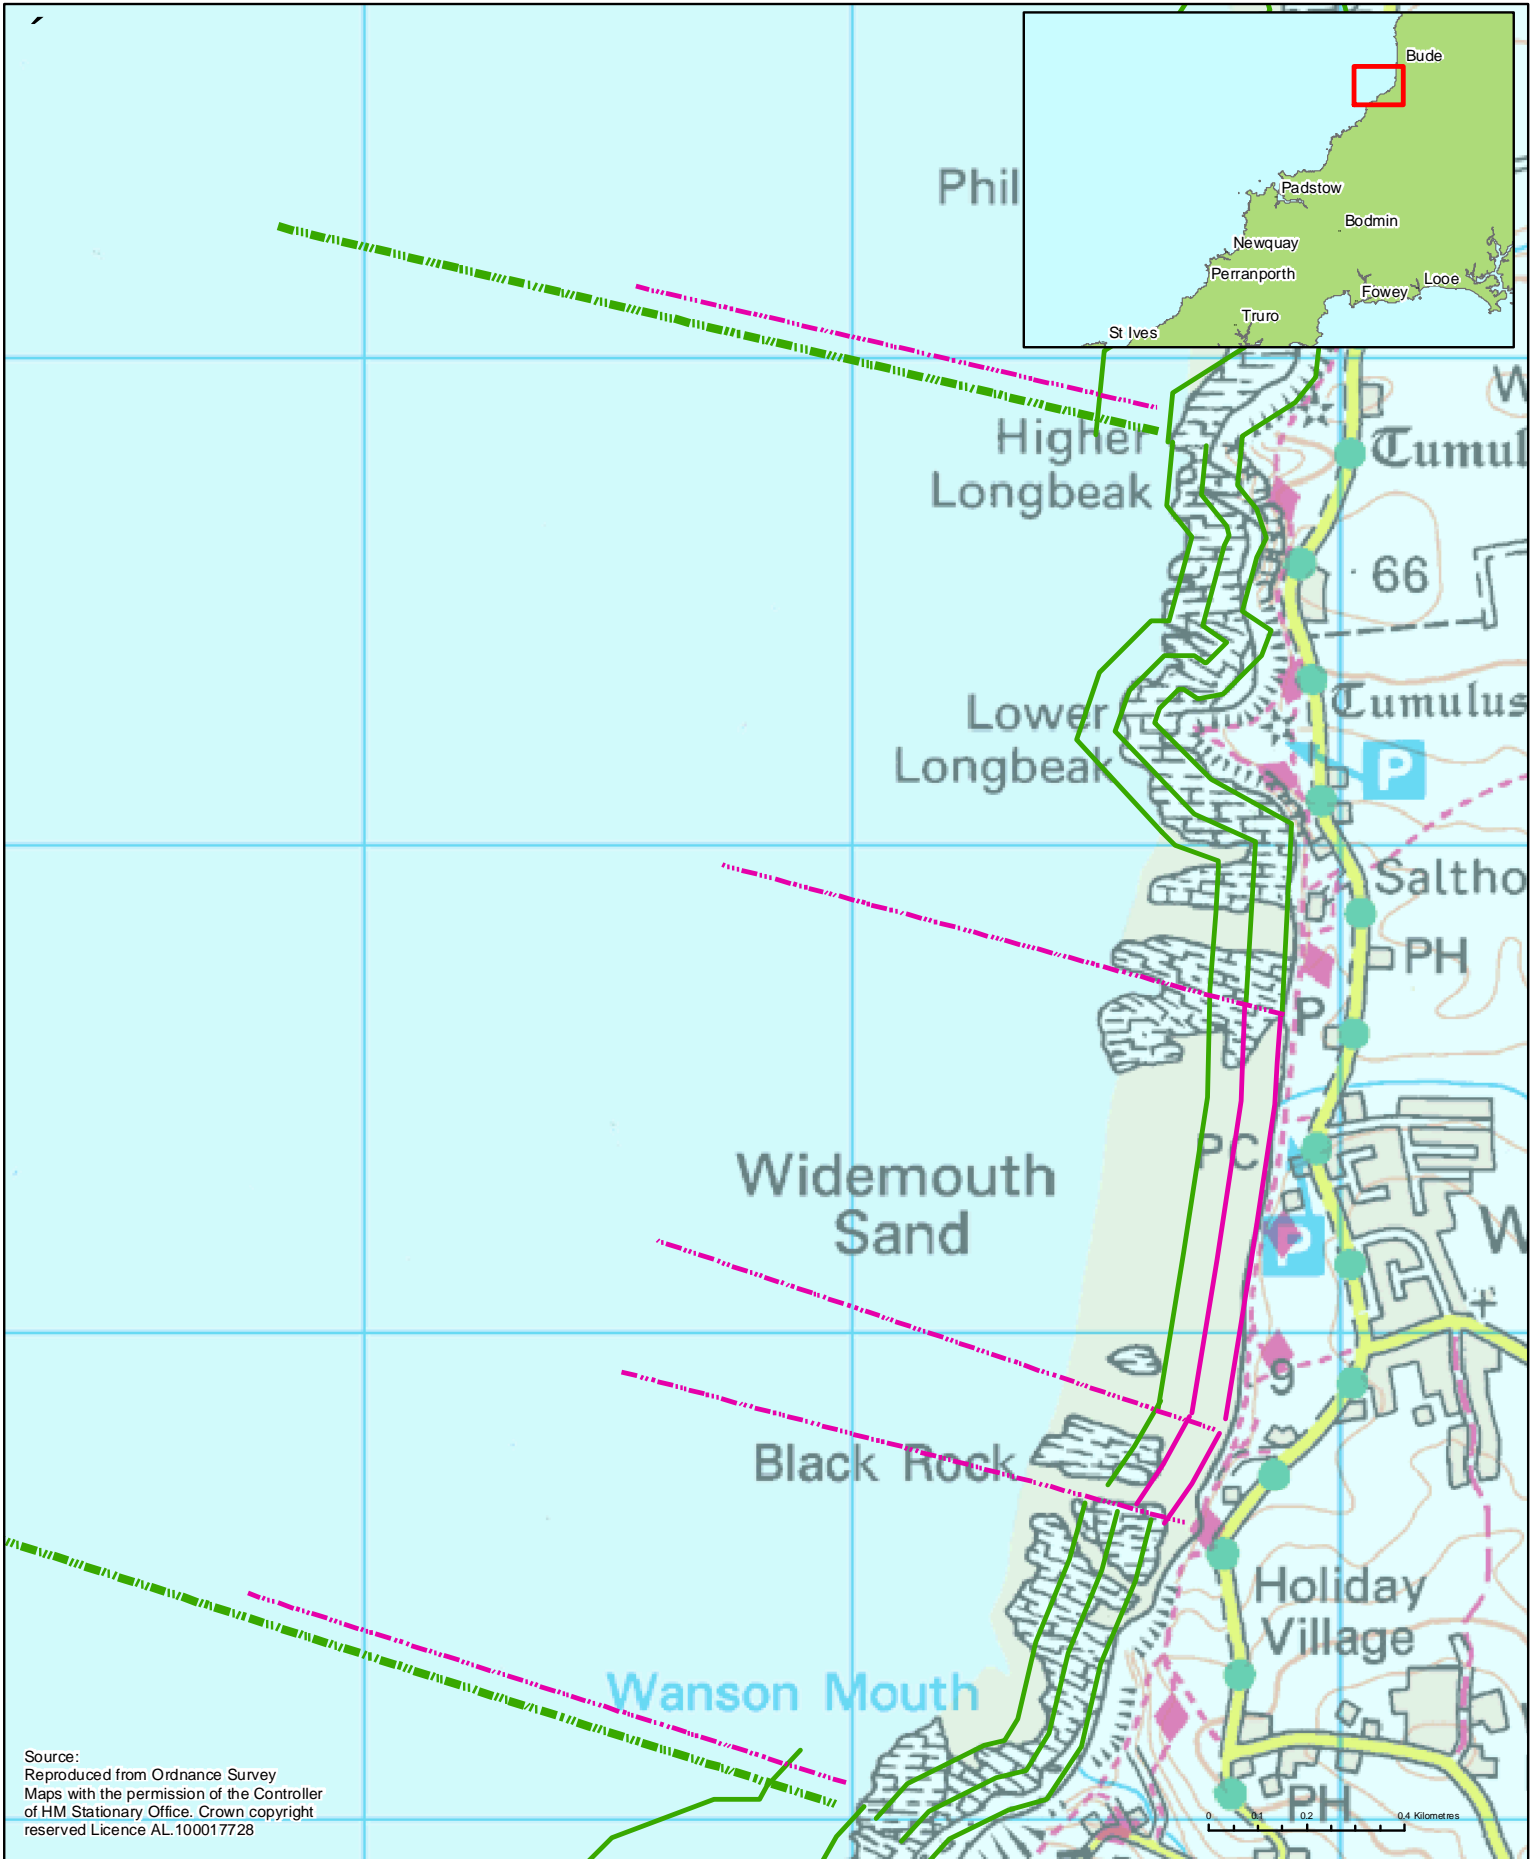 Bude
Padstow
Bodmin
Newquay
Perranporth
Looe
Fowey
Truro
St Ives
Phil
W
Higher
Longbeak
Tumul
66
Lower
Longbeak
Tumulus
P
Saltho
PH
P
PC
Widemouth
Sand
W
P
9
Black Rock
Holiday
Village
Wanson Mouth
PH
0 0.1 0.2 0.4 Kilometres
Source:
Reproduced from Ordnance Survey
Maps with the permission of the Controller
of HM Stationary Office. Crown copyright
reserved Licence AL.100017728